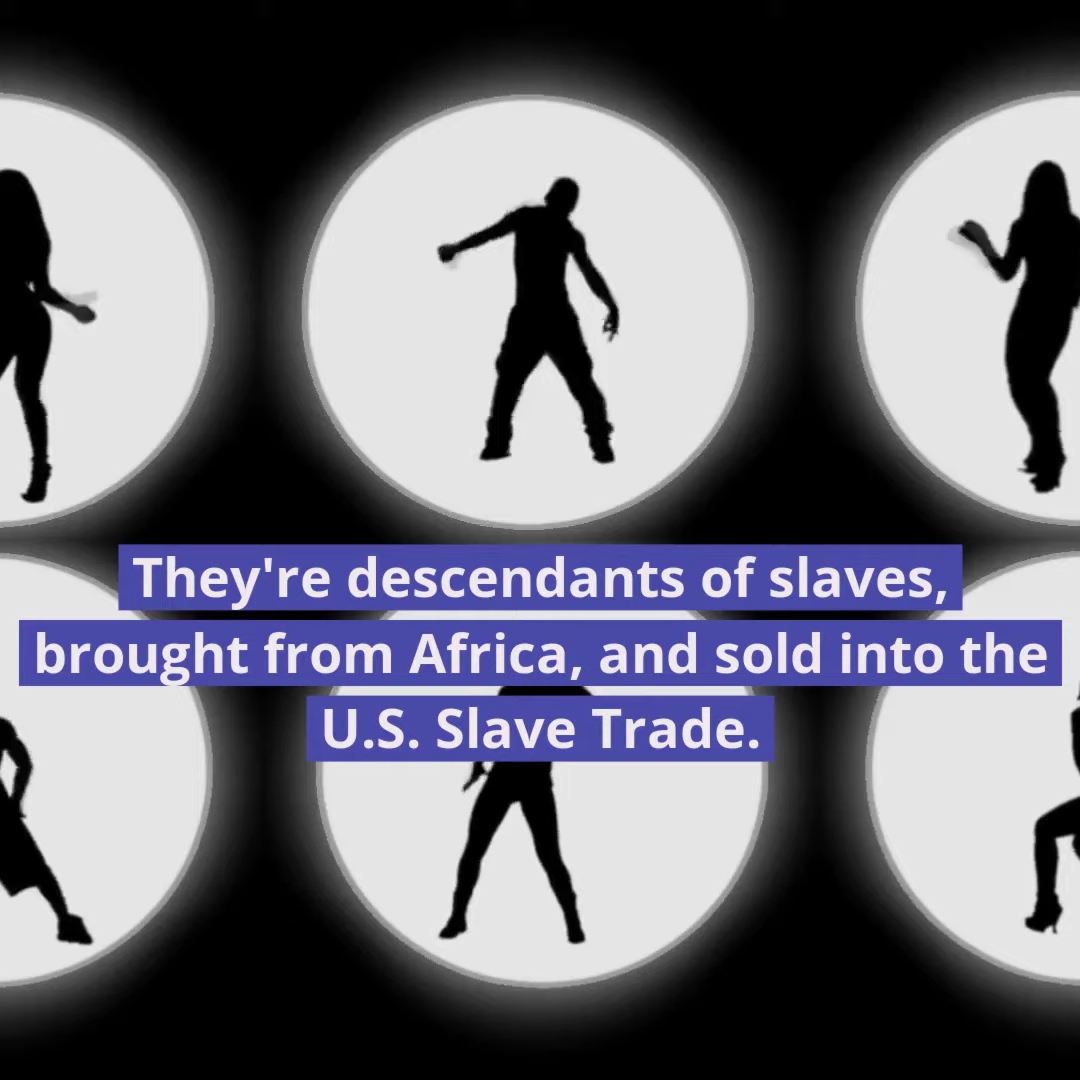 They're descendants of slaves,
brought from Africa, and sold into the
U.S. Slave Trade.